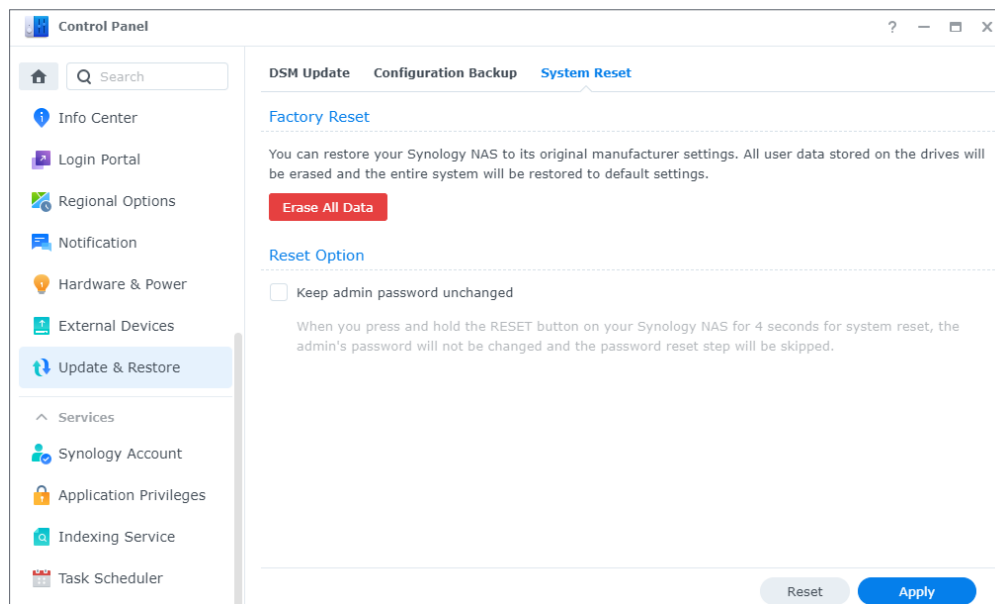 Control Panel
Search
Info Center
Login Portal
Regional Options
Notification
Hardware & Power
External Devices
Update & Restore
Services
Synology Account
Application Privileges
Indexing Service
Task Scheduler
DSM Update Configuration Backup System Reset
Factory Reset
You can restore your Synology NAS to its original manufacturer settings. All user data stored on the drives will
be erased and the entire system will be restored to default settings.
Erase All Data
Reset Option
Keep admin password unchanged
When you press and hold the RESET button on your Synology NAS for 4 seconds for system reset, the
admin's password will not be changed and the password reset step will be skipped.
Reset Apply